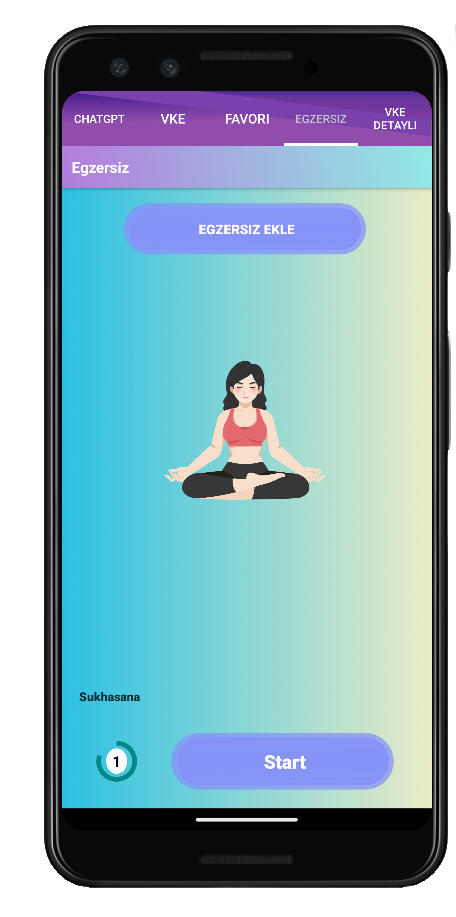 CHATGPT
VKE
FAVORI
EGZERSIZ
VKE
DETAYLI
Egzersiz
EGZERSIZ EKLE
Sukhasana
1
Start